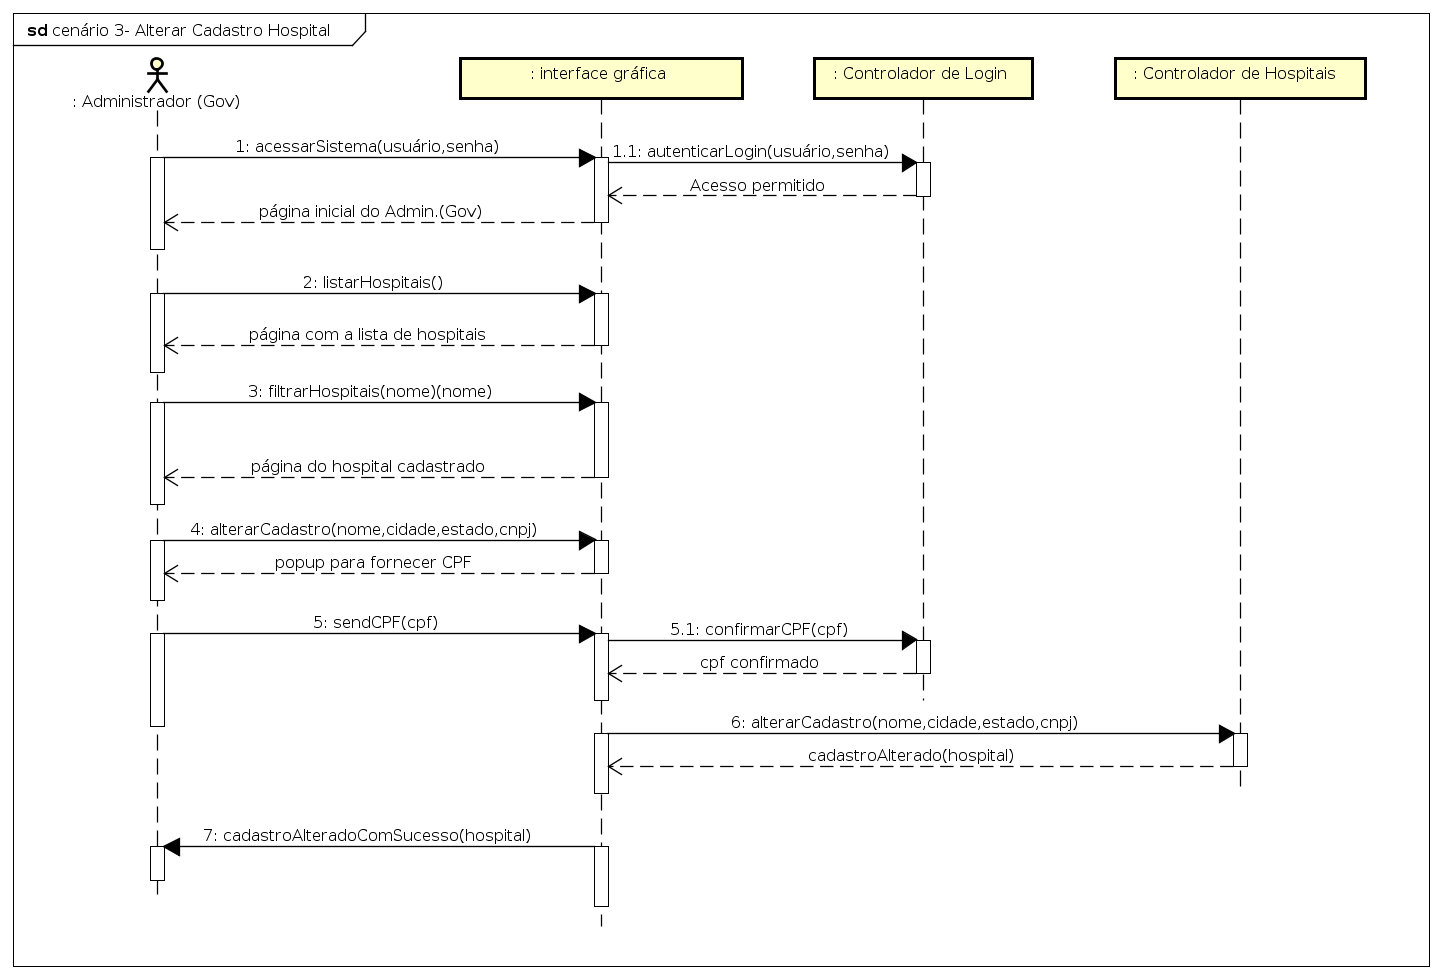 sd cenário 3- Alterar Cadastro Hospital
: Administrador (Gov)
: interface gráfica
: Controlador de Login
: Controlador de Hospitais
1: acessarSistema(usuário,senha)
1.1: autenticarLogin(usuário,senha)
Acesso permitido
página inicial do Admin.(Gov)
2: listarHospitais()
página com a lista de hospitais
3: filtrarHospitais(nome)(nome)
página do hospital cadastrado
4: alterarCadastro(nome,cidade,estado,cnpj)
popup para fornecer CPF
5: sendCPF(cpf)
5.1: confirmarCPF(cpf)
cpf confirmado
6: alterarCadastro(nome,cidade,estado,cnpj)
cadastroAlterado(hospital)
7: cadastroAlteradoComSucesso(hospital)